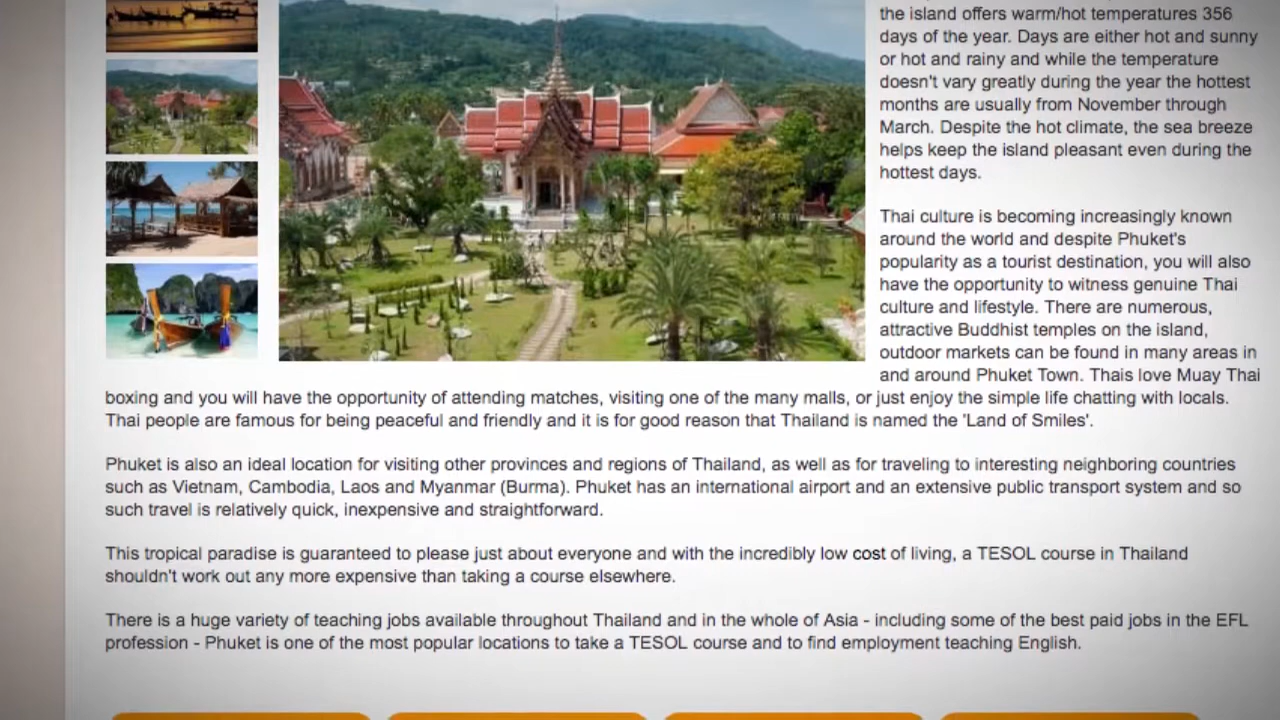 the island offers warm/hot temperatures 356
days of the year. Days are either hot and sunny
or hot and rainy and while the temperature
doesn't vary greatly during the year the hottest
months are usually from November through
March. Despite the hot climate, the sea breeze
helps keep the island pleasant even during the
hottest days.
Thai culture is becoming increasingly known
around the world and despite Phuket's
popularity as a tourist destination, you will also
have the opportunity to witness genuine Thai
culture and lifestyle. There are numerous,
attractive Buddhist temples on the island,
outdoor markets can be found in many areas in
and around Phuket Town. Thais love Muay Thai
boxing and you will have the opportunity of attending matches, visiting one of the many malls, or just enjoy the simple life chatting with locals.
Thai people are famous for being peaceful and friendly and it is for good reason that Thailand is named the 'Land of Smiles'.
Phuket is also an ideal location for visiting other provinces and regions of Thailand, as well as for traveling to interesting neighboring countries
such as Vietnam, Cambodia, Laos and Myanmar (Burma). Phuket has an international airport and an extensive public transport system and so
such travel is relatively quick, inexpensive and straightforward.
This tropical paradise is guaranteed to please just about everyone and with the incredibly low cost of living, a TESOL course in Thailand
shouldn't work out any more expensive than taking a course elsewhere.
There is a huge variety of teaching jobs available throughout Thailand and in the whole of Asia - including some of the best paid jobs in the EFL
profession - Phuket is one of the most popular locations to take a TESOL course and to find employment teaching English.